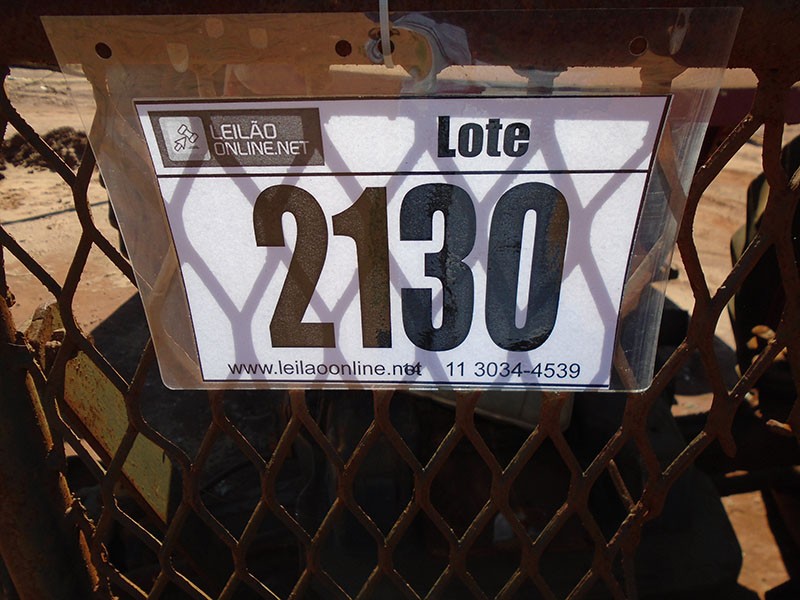 LEILÃO
ONLINE.NET
Lote
2130
www.leilaoonline.net 11 3034-4539